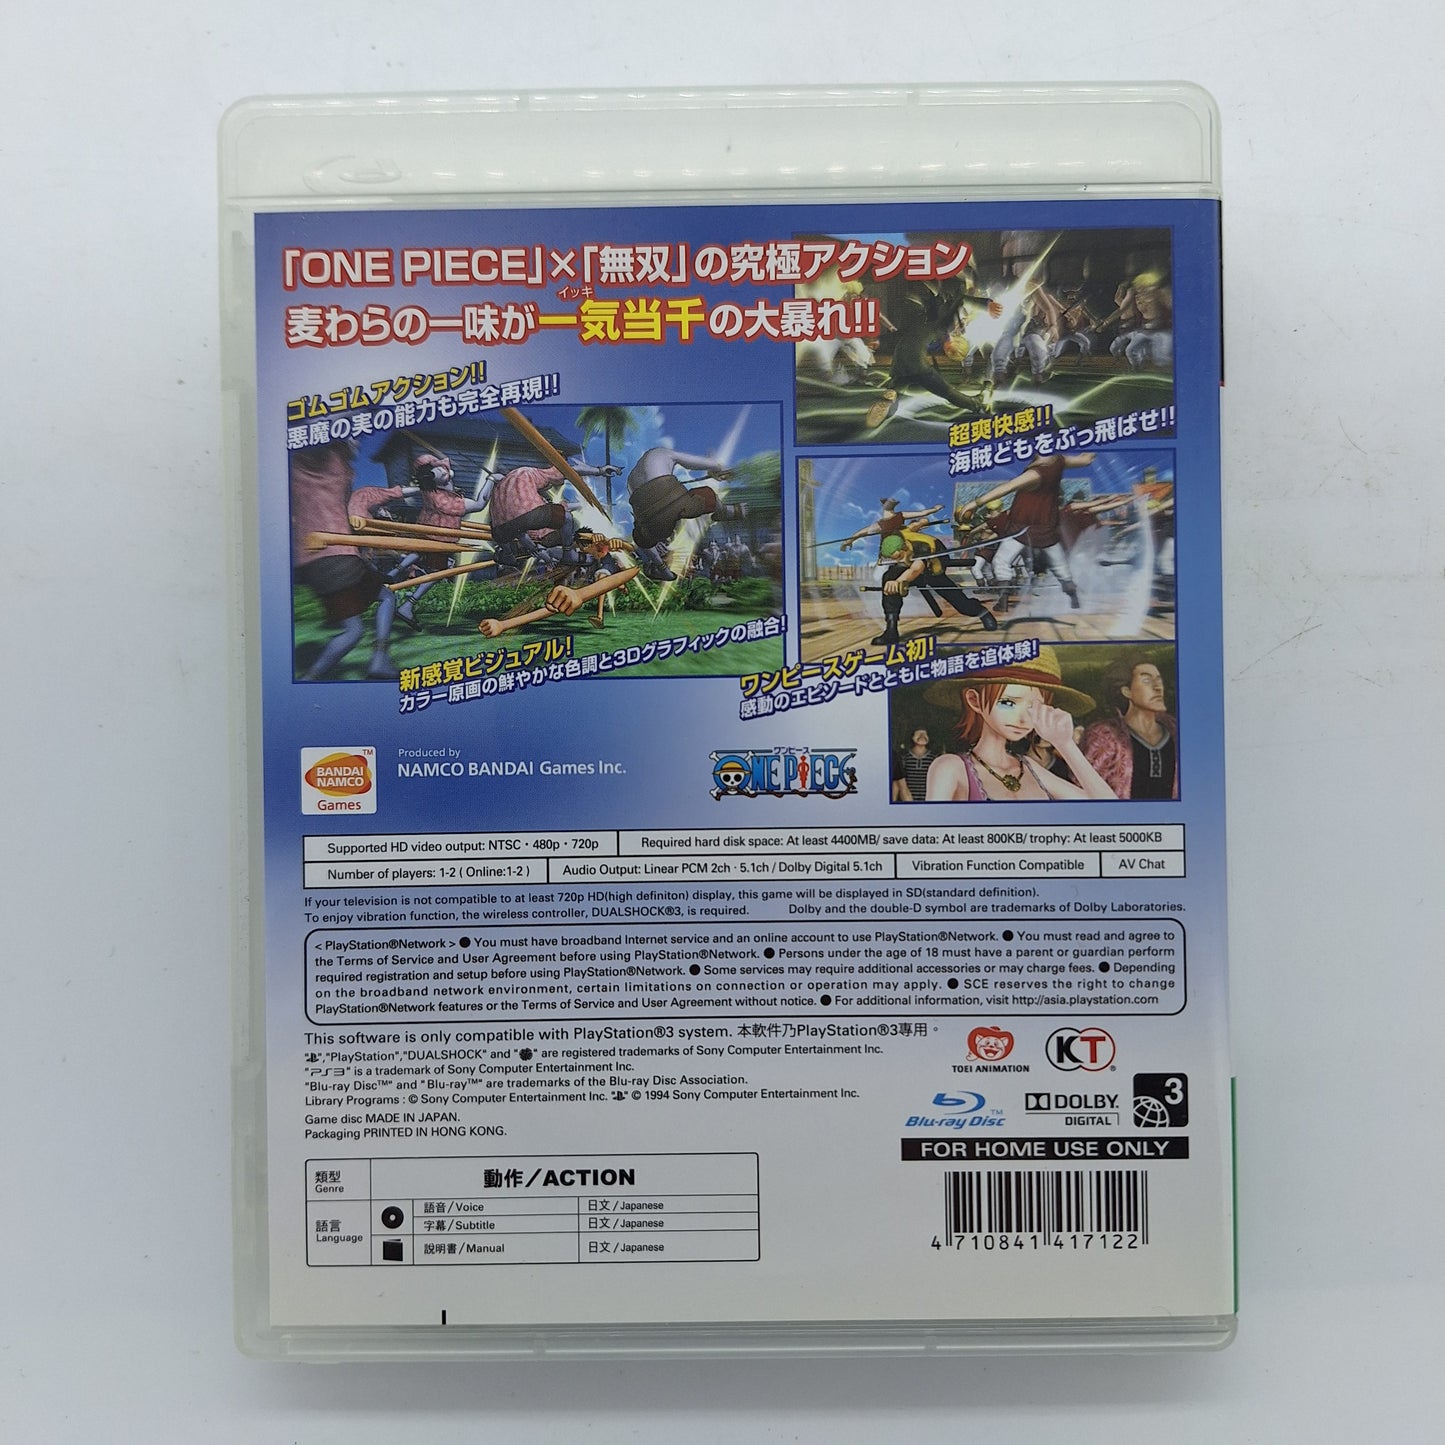 「ONE PIECE」×「無双」の究極アクション
イッキ
麦わらの一味が一気当千の大暴れ!!
ゴムゴムアクション!!
悪魔の実の能力も完全再現!!
超爽快感!!
海賊どもをぶっ飛ばせ!!
新感覚ビジュアル!
カラー原画の鮮やかな色調と3Dグラフィックの融合!
ワンピースゲーム初!
感動のエピソードとともに物語を追体験!
BANDAI NAMCO Games TM
Produced by
NAMCO BANDAI Games Inc.
ワンピース
ONE PIECE
Supported HD video output: NTSC・480p・720p
Required hard disk space: At least 4400MB/ save data: At least 800KB/ trophy: At least 5000KB
Number of players: 1-2 ( Online:1-2 )
Audio Output: Linear PCM 2ch · 5.1ch / Dolby Digital 5.1ch
Vibration Function Compatible
AV Chat
If your television is not compatible to at least 720p HD(high definiton) display, this game will be displayed in SD(standard definition).
To enjoy vibration function, the wireless controller, DUALSHOCK®3, is required. Dolby and the double-D symbol are trademarks of Dolby Laboratories.
< PlayStation®Network > ● You must have broadband Internet service and an online account to use PlayStation®Network. ● You must read and agree to
the Terms of Service and User Agreement before using PlayStation®Network. ● Persons under the age of 18 must have a parent or guardian perform
required registration and setup before using PlayStation®Network. ● Some services may require additional accessories or may charge fees. ● Depending
on the broadband network environment, certain limitations on connection or operation may apply. ● SCE reserves the right to change
PlayStation®Network features or the Terms of Service and User Agreement without notice. ● For additional information, visit http://asia.playstation.com
This software is only compatible with PlayStation®3 system. 本軟件乃PlayStation®3專用。
"","PlayStation","DUALSHOCK" and "" are registered trademarks of Sony Computer Entertainment Inc.
"PS3" is a trademark of Sony Computer Entertainment Inc.
"Blu-ray Disc™" and "Blu-ray™" are trademarks of the Blu-ray Disc Association.
Library Programs : © Sony Computer Entertainment Inc. "" © 1994 Sony Computer Entertainment Inc.
Game disc MADE IN JAPAN.
Packaging PRINTED IN HONG KONG.
TOEI ANIMATION
KT®
Blu-ray Disc™
DOLBY.
DIGITAL
3
FOR HOME USE ONLY
類型
Genre
動作/ACTION
語言
Language
語音/Voice 日文/Japanese
字幕/Subtitle 日文/Japanese
說明書/Manual 日文/Japanese
4 710841 417122